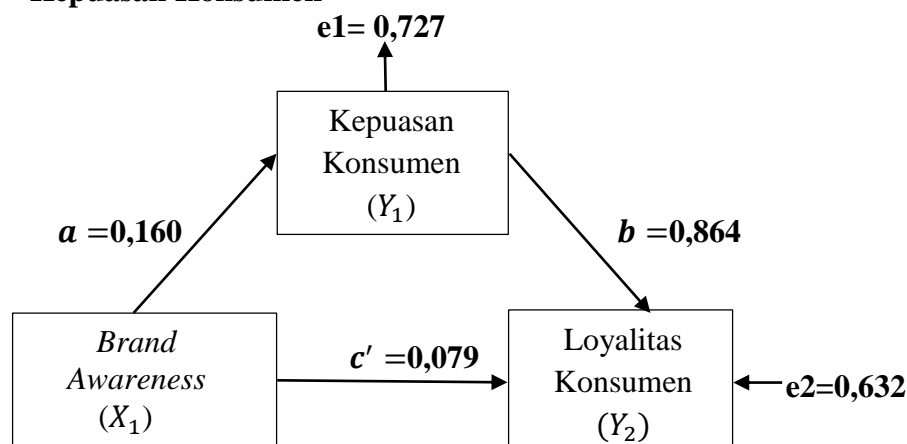 Kepuasan Konsumen
e1= 0,727
Kepuasan
Konsumen
(𝑌₁)
𝒂 =0,160
𝒃 =0,864
Brand
Awareness
(𝑋₁)
𝒄′ =0,079
Loyalitas
Konsumen
(𝑌₂)
e2=0,632